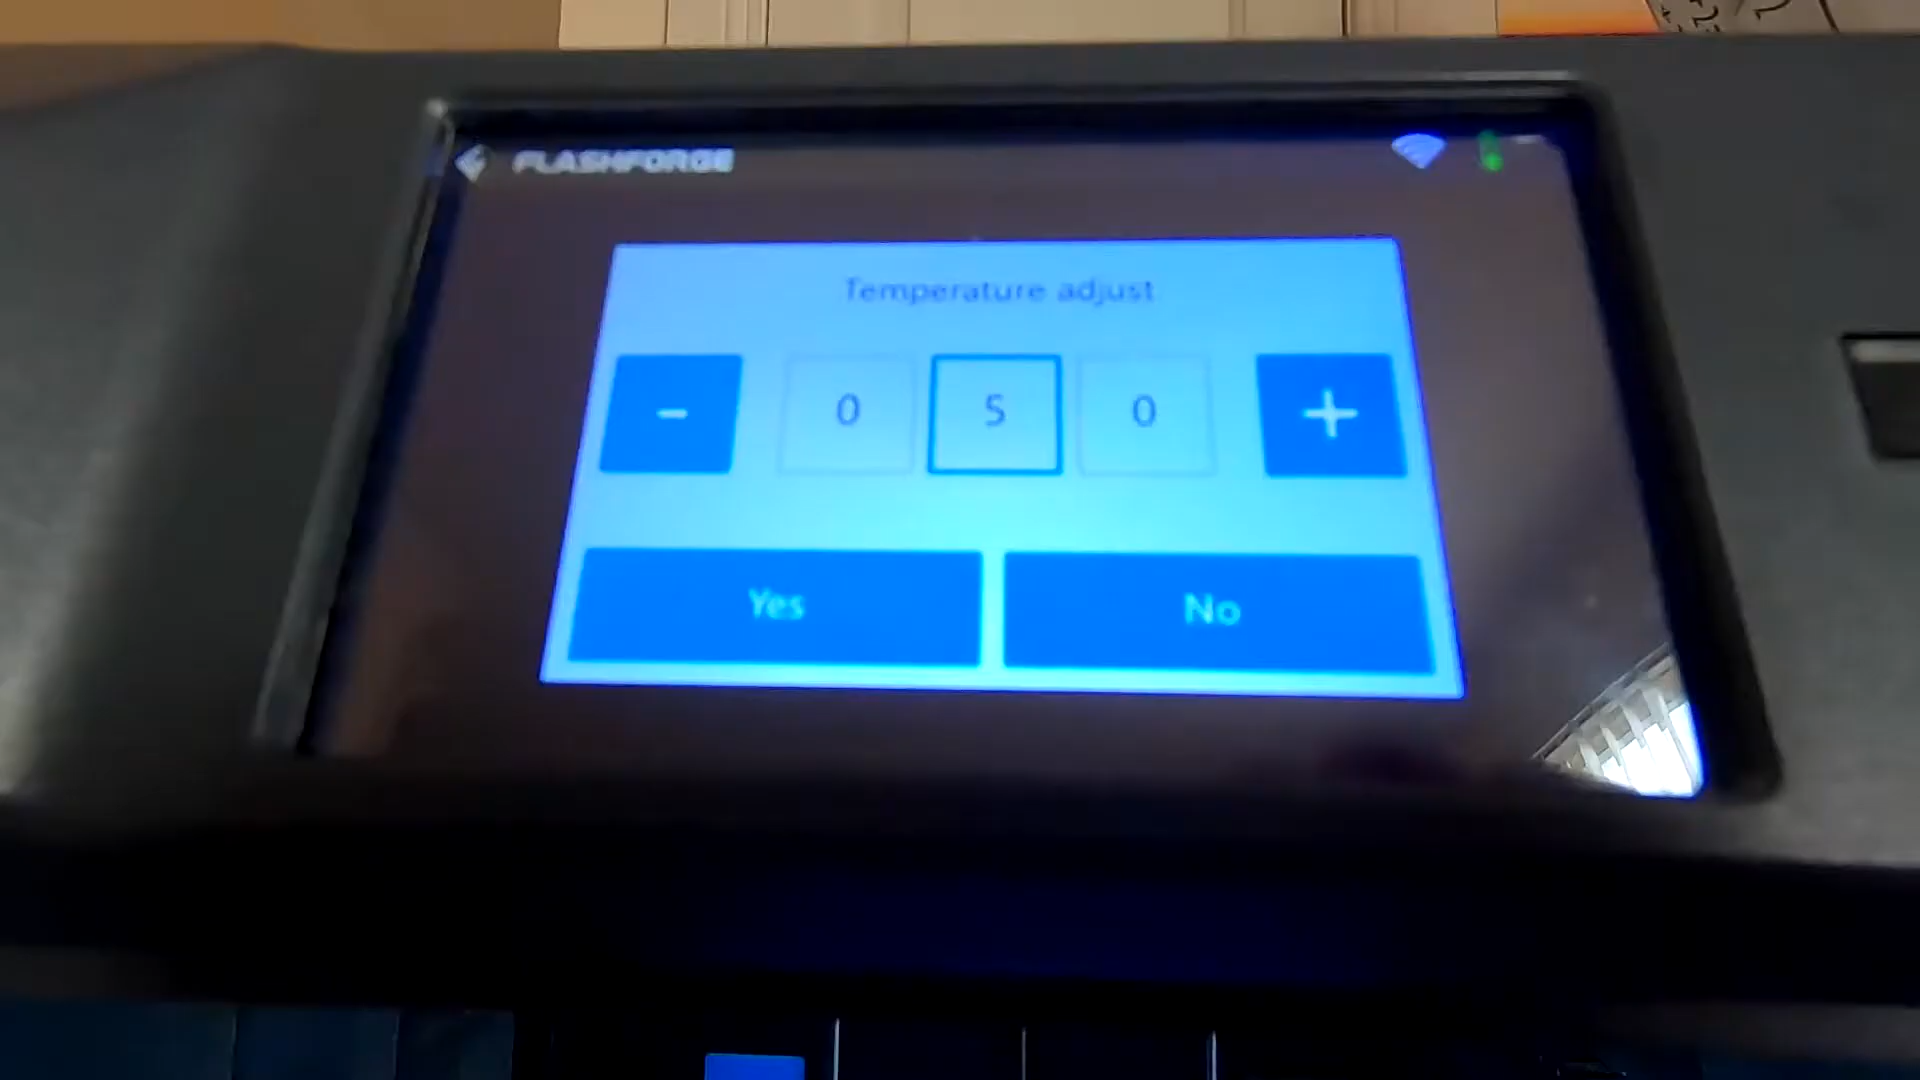 FLASHFORGE
Temperature adjust
- 0 5 0 +
Yes No